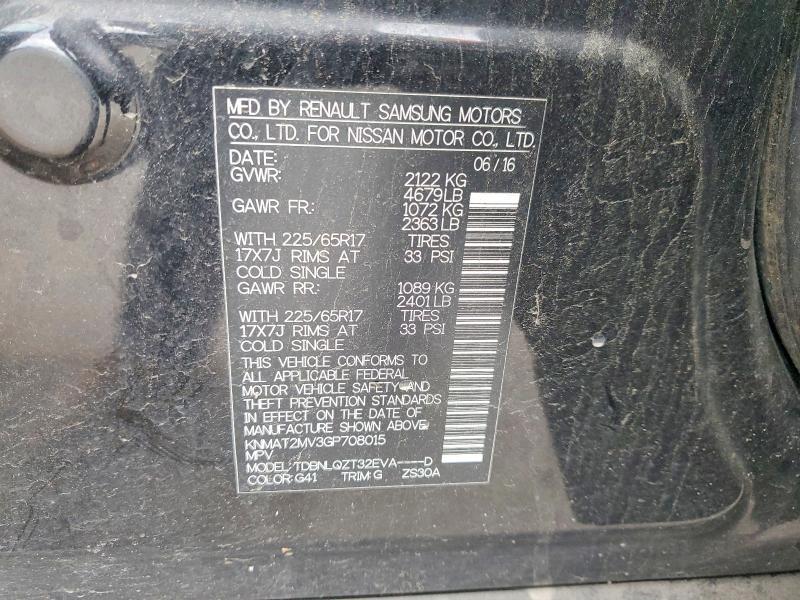 MFD BY RENAULT SAMSUNG MOTORS
CO., LTD. FOR NISSAN MOTOR CO., LTD.
DATE: 06/16
GVWR: 2122 KG
4679 LB
GAWR FR: 1072 KG
2363 LB
WITH 225/65R17 TIRES
17X7J RIMS AT 33 PSI
COLD SINGLE
GAWR RR: 1089 KG
2401 LB
WITH 225/65R17 TIRES
17X7J RIMS AT 33 PSI
COLD SINGLE
THIS VEHICLE CONFORMS TO
ALL APPLICABLE FEDERAL
MOTOR VEHICLE SAFETY AND
THEFT PREVENTION STANDARDS
IN EFFECT ON THE DATE OF
MANUFACTURE SHOWN ABOVE.
KNMAT2MV3GP708015
MPV
MODEL: TDBNLQZT32EVA----D
COLOR: G41 TRIM: G ZS30A